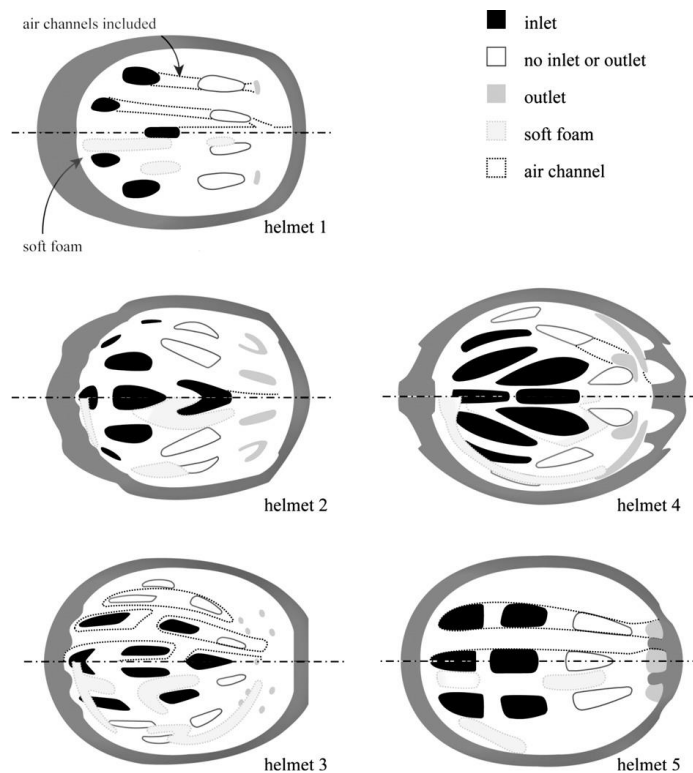 air channels included
inlet
no inlet or outlet
outlet
soft foam
air channel
helmet 1
soft foam
helmet 2
helmet 4
helmet 3
helmet 5